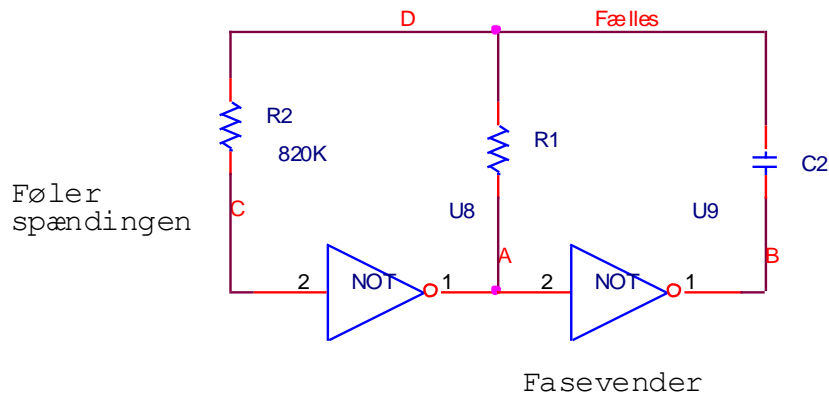 D
Fælles
R2
820K
R1
C2
Føler
spændingen
C
U8
U9
A
B
2
NOT
1
2
NOT
1
Fasevender